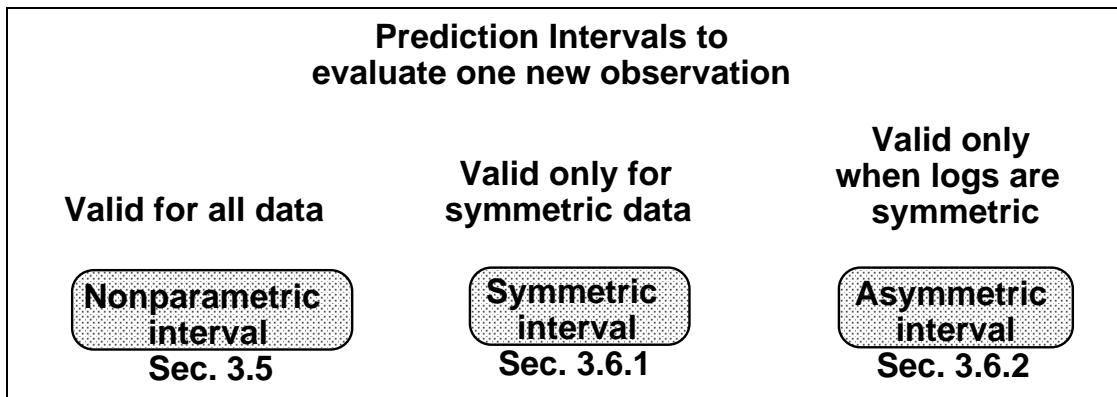 Prediction Intervals to
evaluate one new observation
Valid for all data
Nonparametric
interval
Sec. 3.5
Valid only for
symmetric data
Symmetric
interval
Sec. 3.6.1
Valid only
when logs are
symmetric
Asymmetric
interval
Sec. 3.6.2